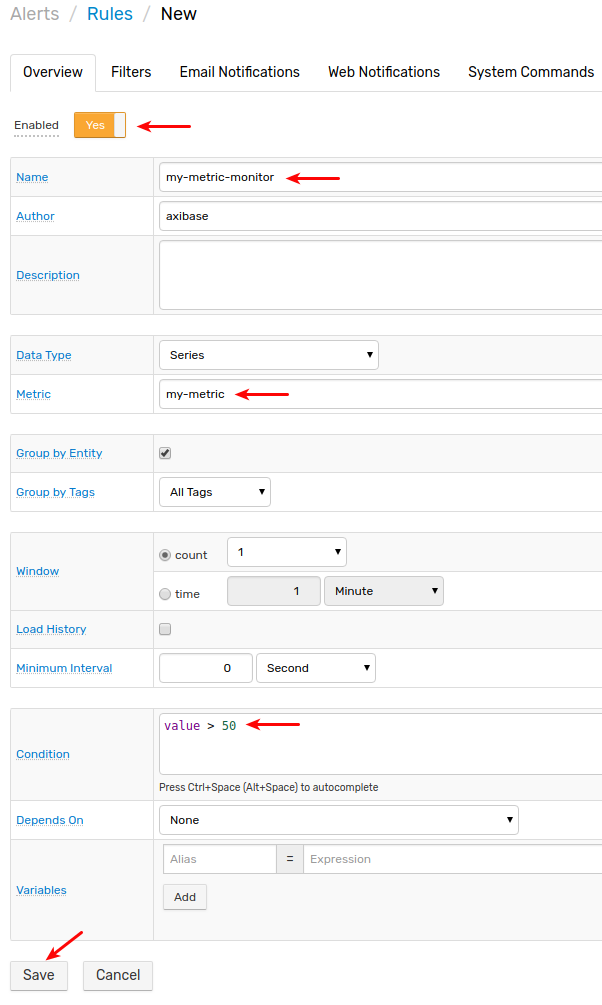 Alerts / Rules / New
Overview Filters Email Notifications Web Notifications System Commands
Enabled Yes
Name my-metric-monitor
Author axibase
Description
Data Type Series
Metric my-metric
Group by Entity
Group by Tags All Tags
count 1
Window
time 1 Minute
Load History
Minimum Interval 0 Second
value > 50
Condition
Press Ctrl+Space (Alt+Space) to autocomplete
Depends On None
Alias = Expression
Variables
Add
Save Cancel